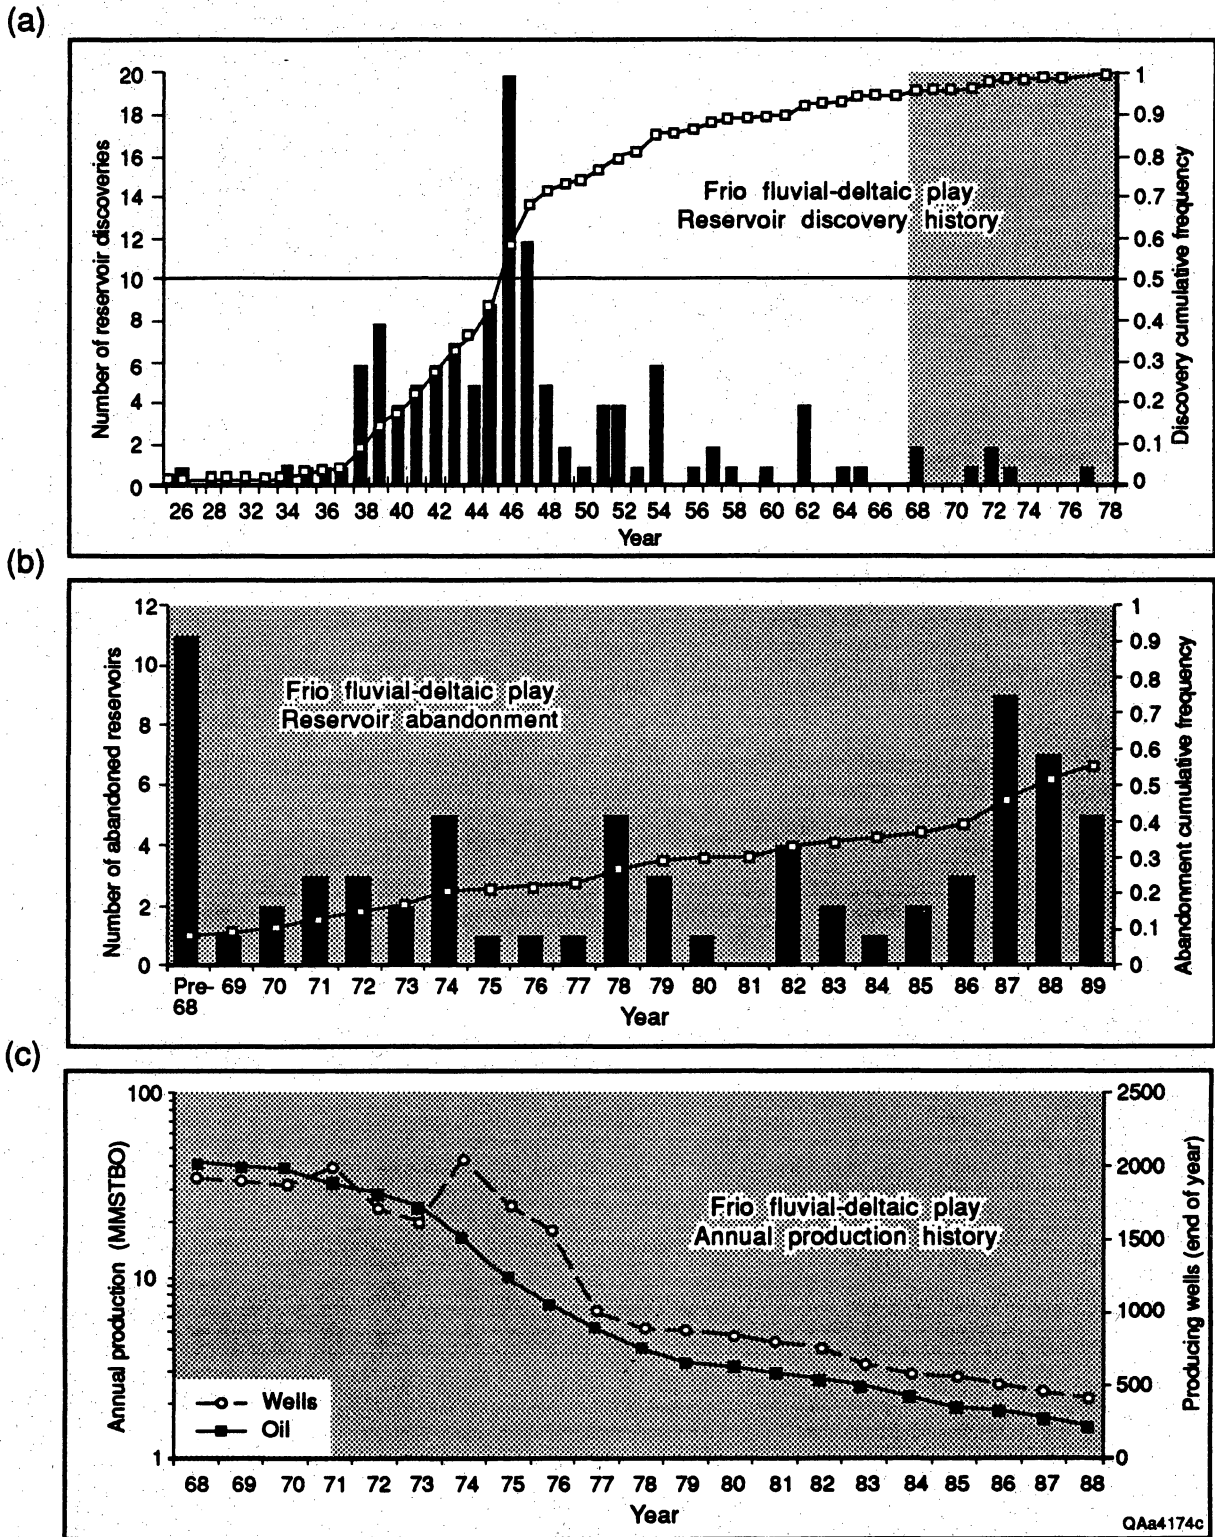 (a)
20
18
16
14
12
10
8
6
4
2
0
Number of reservoir discoveries
Frio fluvial-deltaic play
Reservoir discovery history
1
0.9
0.8
0.7
0.6
0.5
0.4
0.3
0.2
0.1
0
Discovery cumulative frequency
26 28 32 34 36 38 40 42 44 46 48 50 52 54 56 58 60 62 64 66 68 70 72 74 76 78
Year
(b)
12
10
8
6
4
2
0
Number of abandoned reservoirs
Frio fluvial-deltaic play
Reservoir abandonment
1
0.9
0.8
0.7
0.6
0.5
0.4
0.3
0.2
0.1
0
Abandonment cumulative frequency
Pre- 69 70 71 72 73 74 75 76 77 78 79 80 81 82 83 84 85 86 87 88 89
68
Year
(c)
100
10
1
Annual production (MMSTBO)
Frio fluvial-deltaic play
Annual production history
Wells
Oil
2500
2000
1500
1000
500
0
Producing wells (end of year)
68 69 70 71 72 73 74 75 76 77 78 79 80 81 82 83 84 85 86 87 88
Year
QAa4174c